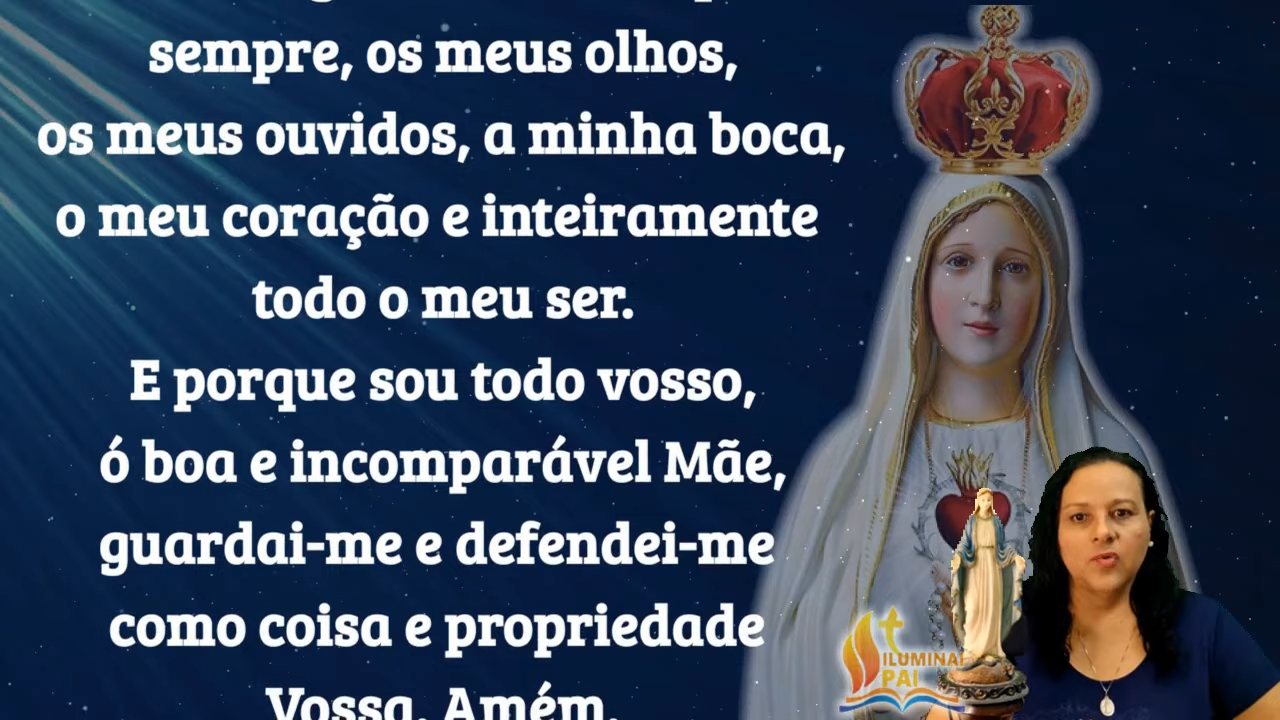 sempre, os meus olhos,
os meus ouvidos, a minha boca,
o meu coração e inteiramente
todo o meu ser.
E porque sou todo vosso,
ó boa e incomparável Mãe,
guardai-me e defendei-me
como coisa e propriedade
Vossa. Amém.
ILUMINA
PAI